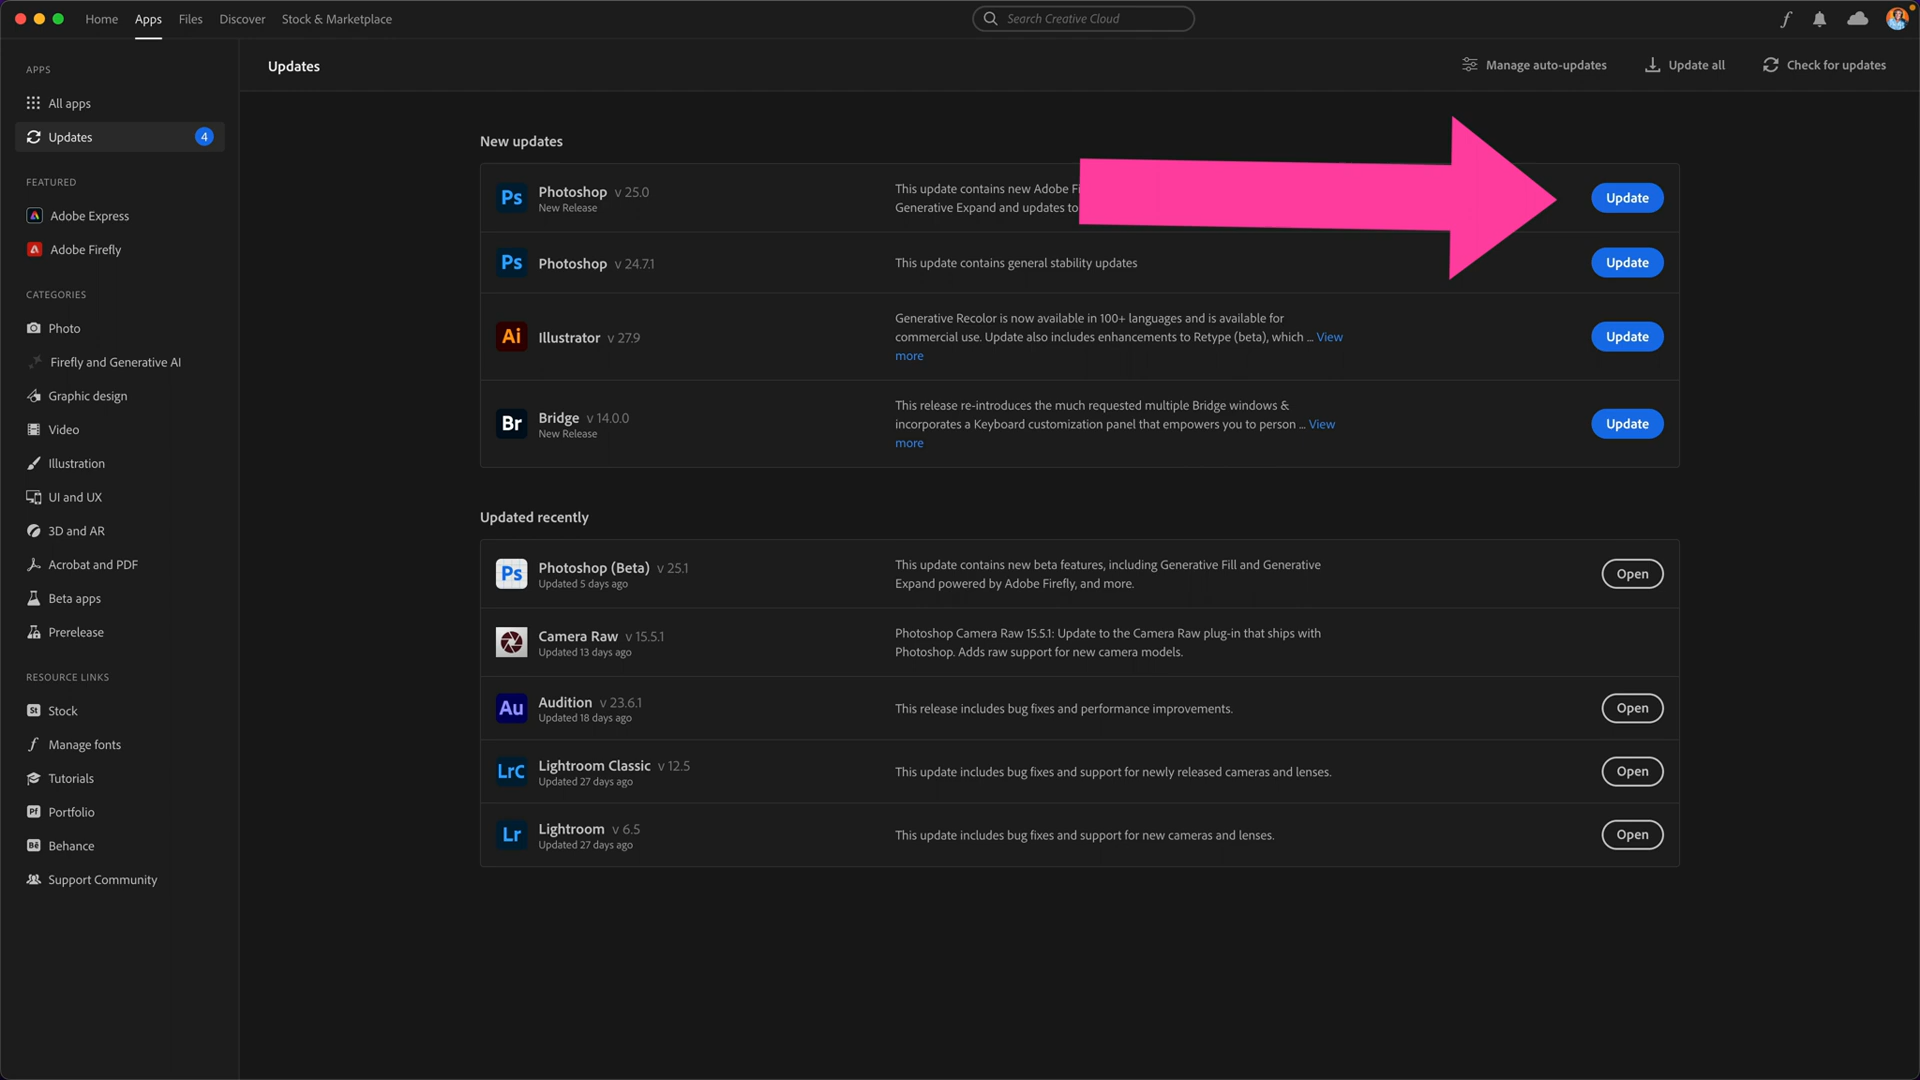 Home Apps Files Discover Stock & Marketplace
Search Creative Cloud
Updates
Manage auto-updates
Update all
Check for updates
APPS
All apps
Updates 4
FEATURED
Adobe Express
Adobe Firefly
CATEGORIES
Photo
Firefly and Generative AI
Graphic design
Video
Illustration
UI and UX
3D and AR
Acrobat and PDF
Beta apps
Prerelease
RESOURCE LINKS
St Stock
Manage fonts
Tutorials
Pf Portfolio
Bē Behance
Support Community
New updates
Ps Photoshop v 25.0
New Release
This update contains new Adobe
Generative Expand and updates to
Update
Ps Photoshop v 24.7.1
This update contains general stability updates
Update
Ai Illustrator v 27.9
Generative Recolor is now available in 100+ languages and is available for
commercial use. Update also includes enhancements to Retype (beta), which ... View
more
Update
Br Bridge v 14.0.0
New Release
This release re-introduces the much requested multiple Bridge windows &
incorporates a Keyboard customization panel that empowers you to person ... View
more
Update
Updated recently
Ps Photoshop (Beta) v 25.1
Updated 5 days ago
This update contains new beta features, including Generative Fill and Generative
Expand powered by Adobe Firefly, and more.
Open
Camera Raw v 15.5.1
Updated 13 days ago
Photoshop Camera Raw 15.5.1: Update to the Camera Raw plug-in that ships with
Photoshop. Adds raw support for new camera models.
Au Audition v 23.6.1
Updated 18 days ago
This release includes bug fixes and performance improvements.
Open
LrC Lightroom Classic v 12.5
Updated 27 days ago
This update includes bug fixes and support for newly released cameras and lenses.
Open
Lr Lightroom v 6.5
Updated 27 days ago
This update includes bug fixes and support for new cameras and lenses.
Open